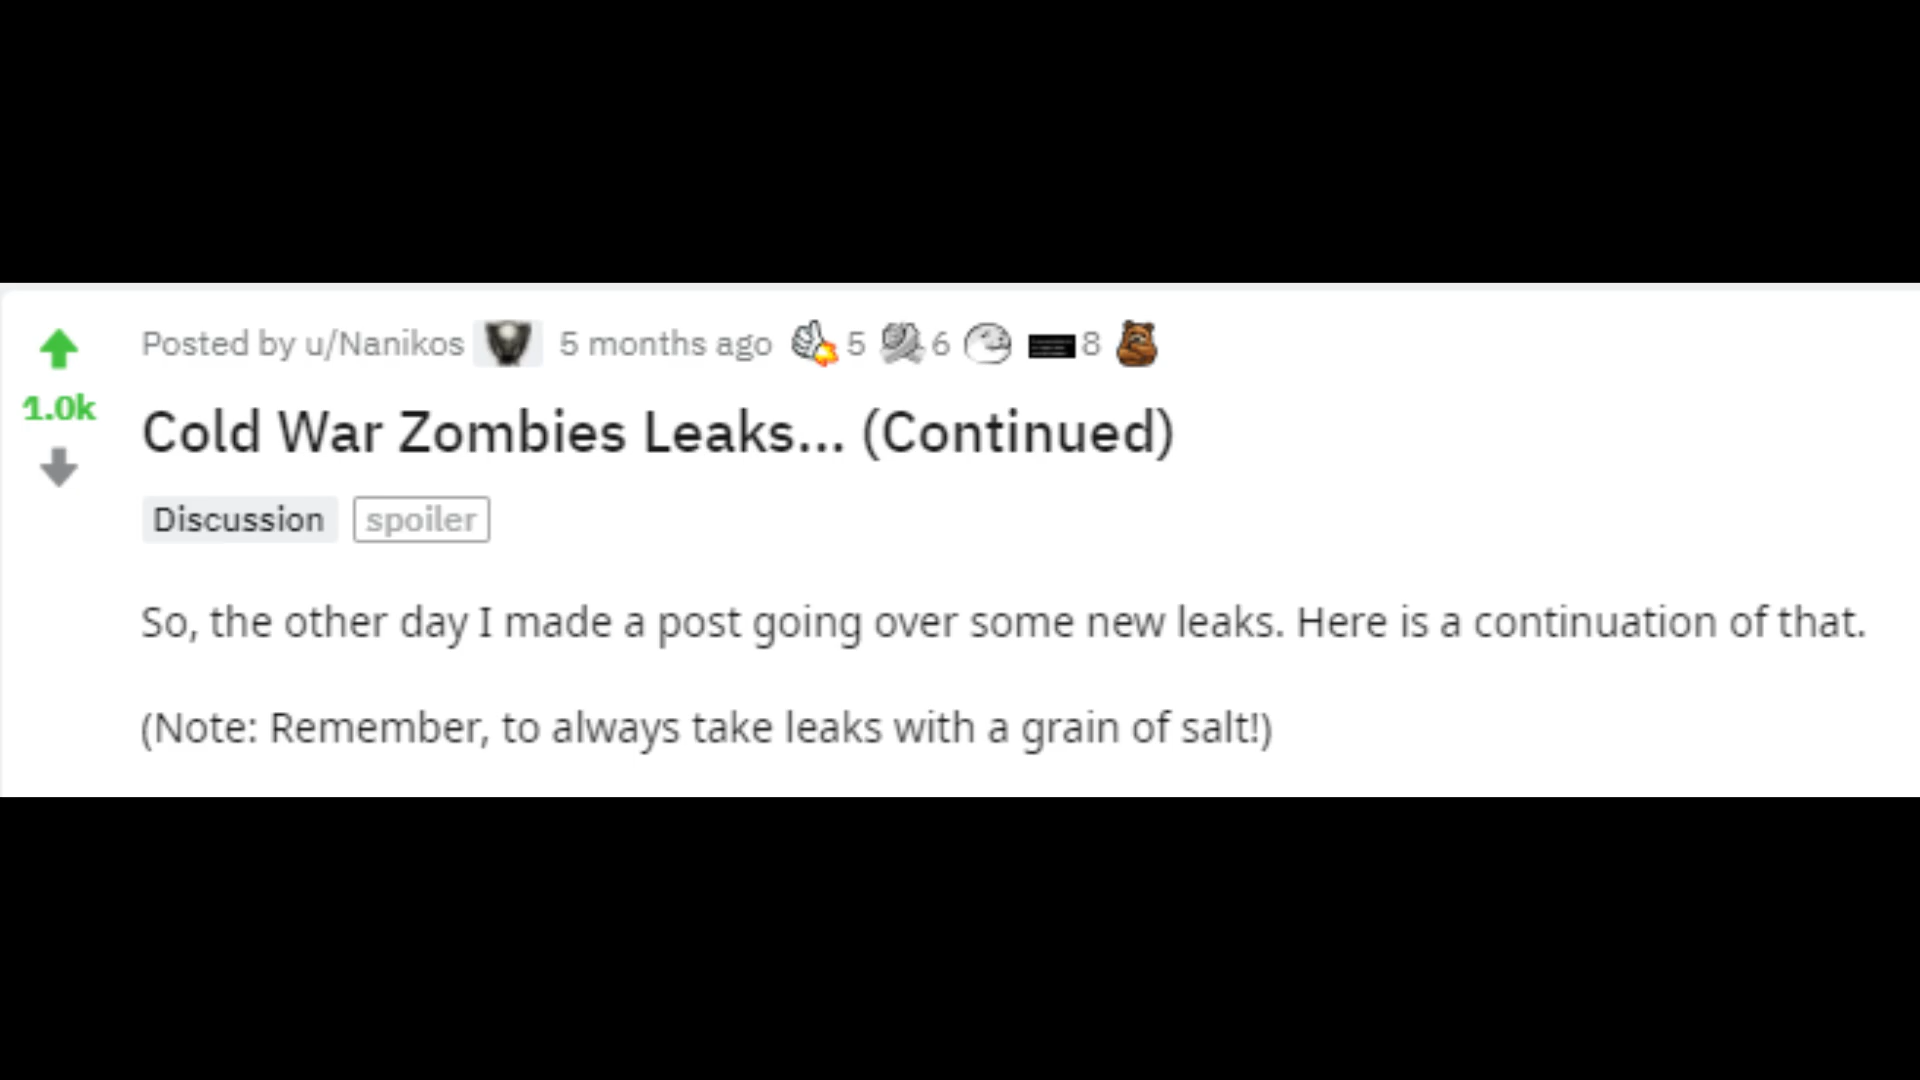 Posted by u/Nanikos 5 months ago 5 6 8
1.0k
Cold War Zombies Leaks... (Continued)
Discussion spoiler
So, the other day I made a post going over some new leaks. Here is a continuation of that.
(Note: Remember, to always take leaks with a grain of salt!)